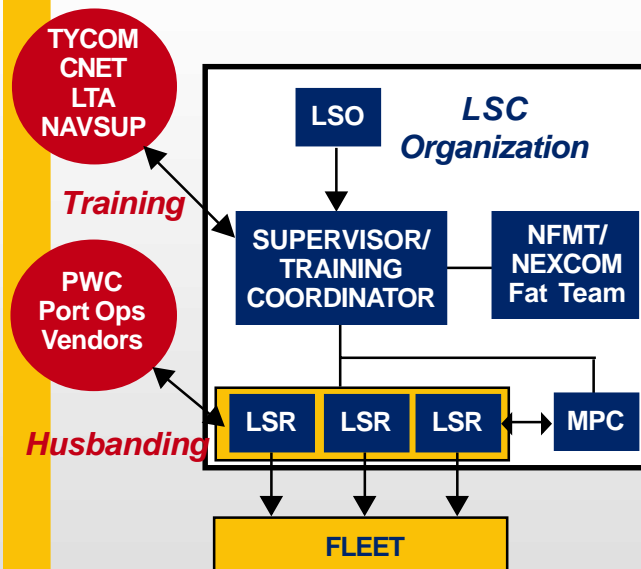 TYCOM
CNET
LTA
NAVSUP
LSC
Organization
LSO
Training
SUPERVISOR/
TRAINING
COORDINATOR
NFMT/
NEXCOM
Fat Team
PWC
Port Ops
Vendors
Husbanding
LSR
LSR
LSR
MPC
FLEET